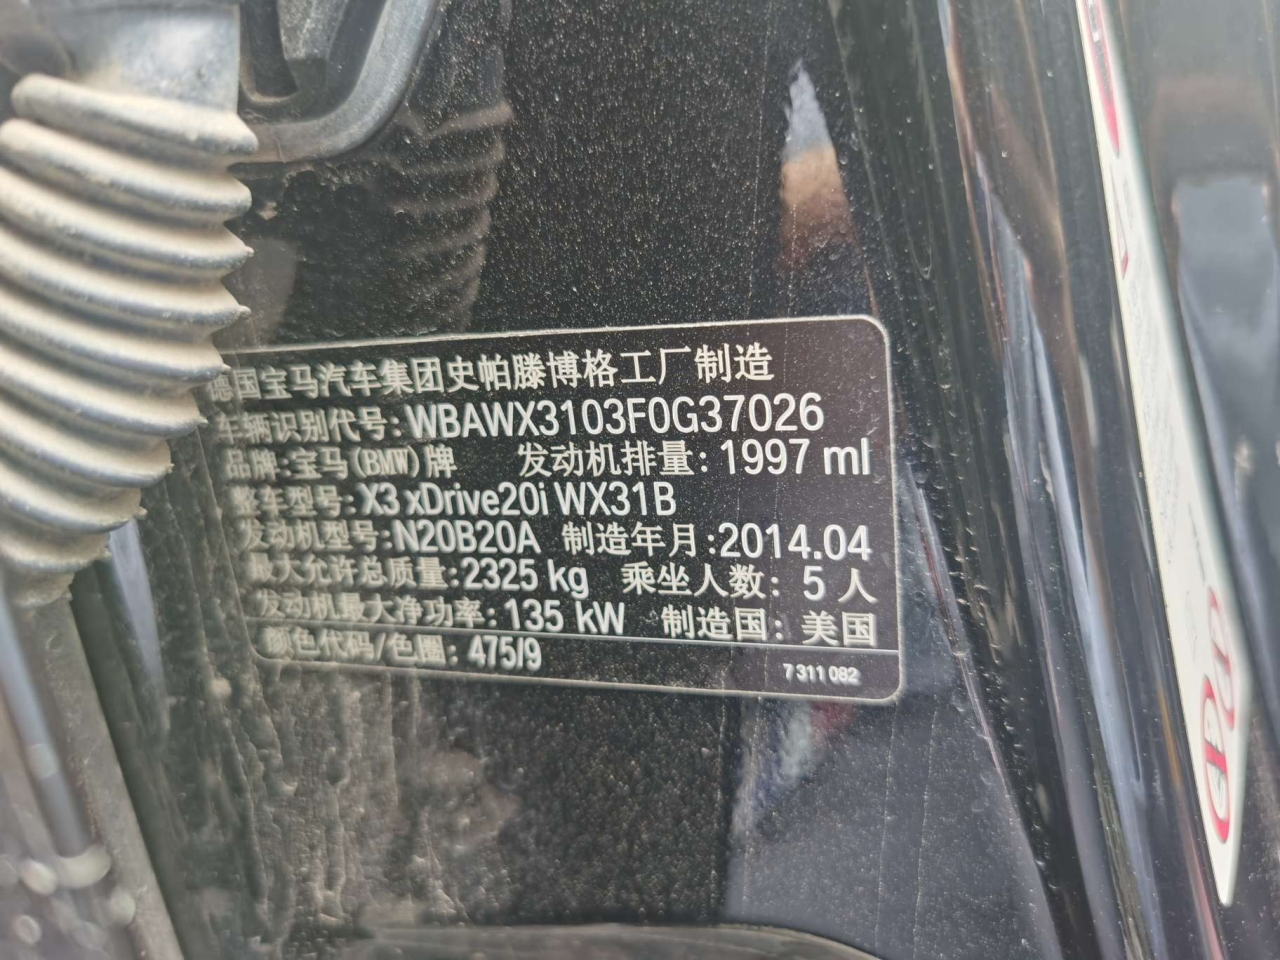 德国宝马汽车集团史帕滕博格工厂制造
车辆识别代号:WBAWX3103F0G37026
品牌:宝马(BMW)牌 发动机排量:1997 ml
整车型号:X3 xDrive20i WX31B
发动机型号:N20B20A 制造年月:2014.04
最大允许总质量:2325 kg 乘坐人数:5人
发动机最大净功率:135 kW 制造国:美国
颜色代码/色圈:475/9
7 311 082